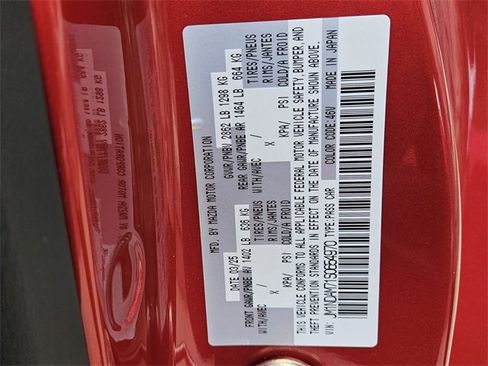 MFD. BY MAZDA MOTOR CORPORATION
DATE: 03/25 GVWR/PNBV: 2862 LB 1298 KG
FRONT GAWR/PNBE AV 1402 LB 636 KG REAR GAWR/PNBE AR 1464 LB 664 KG
WITH/AVEC TIRES/PNEUS WITH/AVEC TIRES/PNEUS
X RIMS/JANTES X RIMS/JANTES
KPA/ PSI COLD/A FROID KPA/ PSI COLD/A FROID
THIS VEHICLE CONFORMS TO ALL APPLICABLE FEDERAL MOTOR VEHICLE SAFETY, BUMPER, AND
THEFT PREVENTION STANDARDS IN EFFECT ON THE DATE OF MANUFACTURE SHOWN ABOVE.
VIN: TYPE: PASS CAR COLOR CODE: 46V MADE IN JAPAN